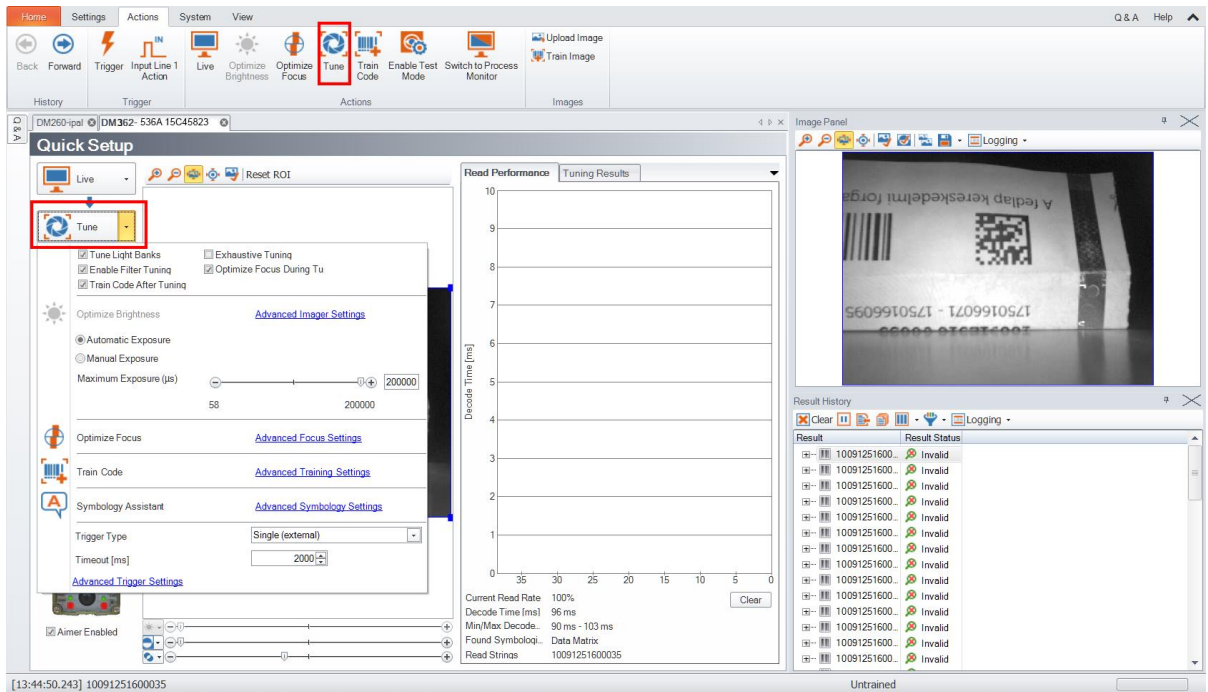 Home Settings Actions System View Q & A Help
Back Forward Trigger Input Line 1 Action Live Optimize Brightness Optimize Focus Tune Train Code Enable Test Mode Switch to Process Monitor Upload Image
Train Image
History Trigger Actions Images
Q & A
DM260-ipal DM362- 536A 15C45823
Quick Setup
Live
Reset ROI
Tune
Tune Light Banks Exhaustive Tuning
Enable Filter Tuning Optimize Focus During Tu
Train Code After Tuning
Optimize Brightness Advanced Imager Settings
Automatic Exposure
Manual Exposure
Maximum Exposure (µs) 200000
58 200000
Optimize Focus Advanced Focus Settings
Train Code Advanced Training Settings
Symbology Assistant Advanced Symbology Settings
Trigger Type Single (external)
Timeout [ms] 2000
Advanced Trigger Settings
Aimer Enabled
Read Performance Tuning Results
Decode Time [ms]
10
9
8
7
6
5
4
3
2
1
0
35 30 25 20 15 10 5 0
Current Read Rate 100%
Clear
Decode Time [ms] 96 ms
Min/Max Decode... 90 ms - 103 ms
Found Symbologi... Data Matrix
Read Strings 10091251600035
Image Panel
Logging
A fedlap kereskedelmi forga
1750166071 - 1750166095
Result History
Clear Logging
Result Result Status
10091251600... Invalid
10091251600... Invalid
10091251600... Invalid
10091251600... Invalid
10091251600... Invalid
10091251600... Invalid
10091251600... Invalid
10091251600... Invalid
10091251600... Invalid
10091251600... Invalid
10091251600... Invalid
10091251600... Invalid
10091251600... Invalid
10091251600... Invalid
[13:44:50.243] 10091251600035 Untrained